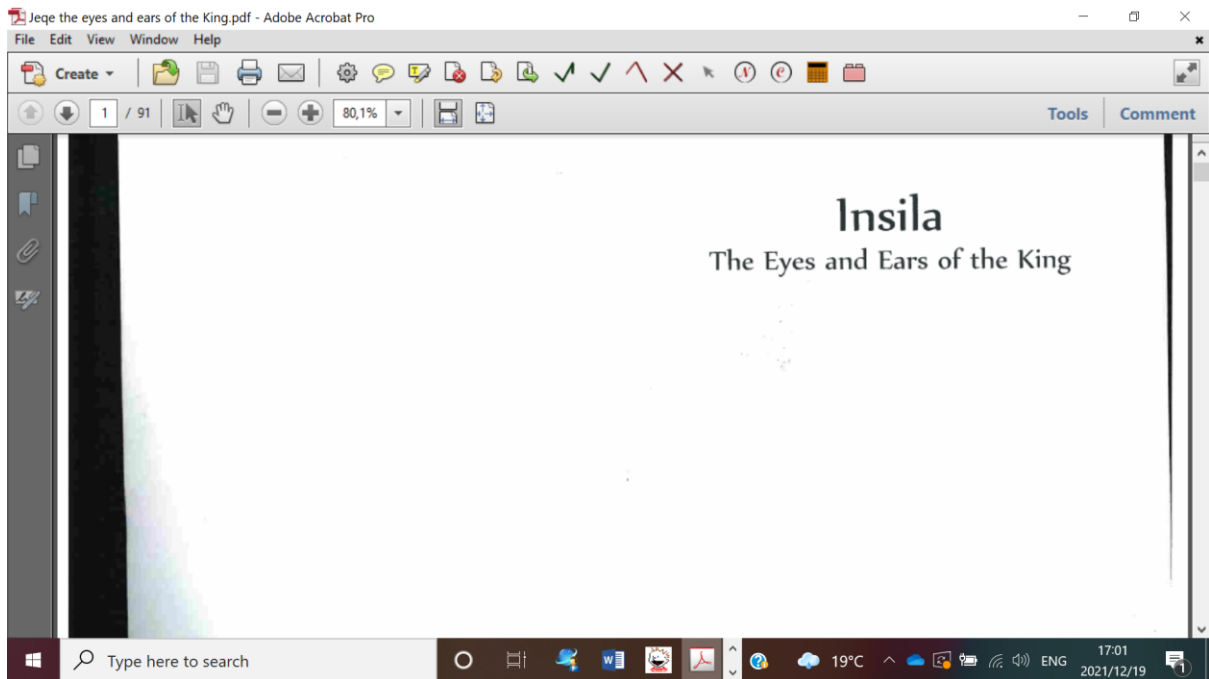 Jeqe the eyes and ears of the King.pdf - Adobe Acrobat Pro
File Edit View Window Help
Create
1 / 91 80,1% Tools Comment
Insila
The Eyes and Ears of the King
Type here to search 19°C ENG 17:01
2021/12/19 1